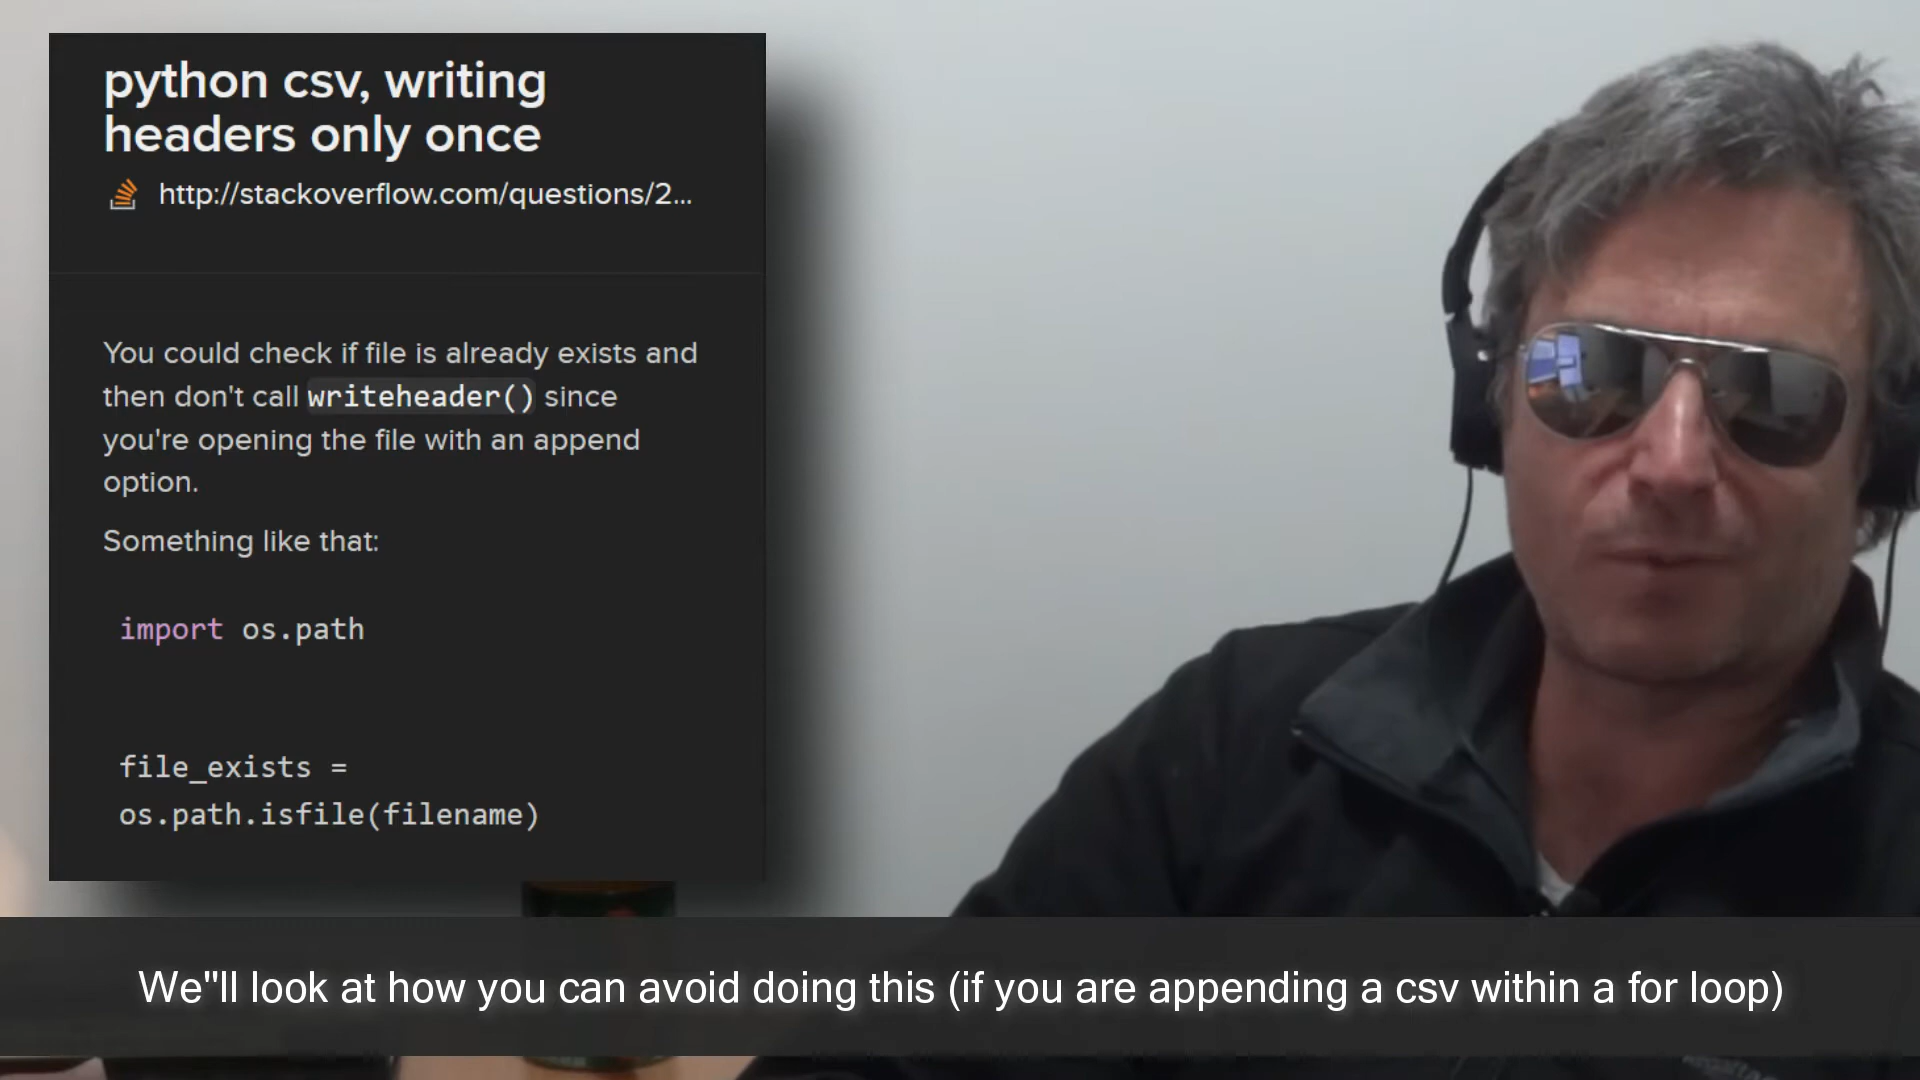 python csv, writing
headers only once
http://stackoverflow.com/questions/2...
You could check if file is already exists and
then don't call writeheader() since
you're opening the file with an append
option.
Something like that:
import os.path
file_exists =
os.path.isfile(filename)
We"ll look at how you can avoid doing this (if you are appending a csv within a for loop)